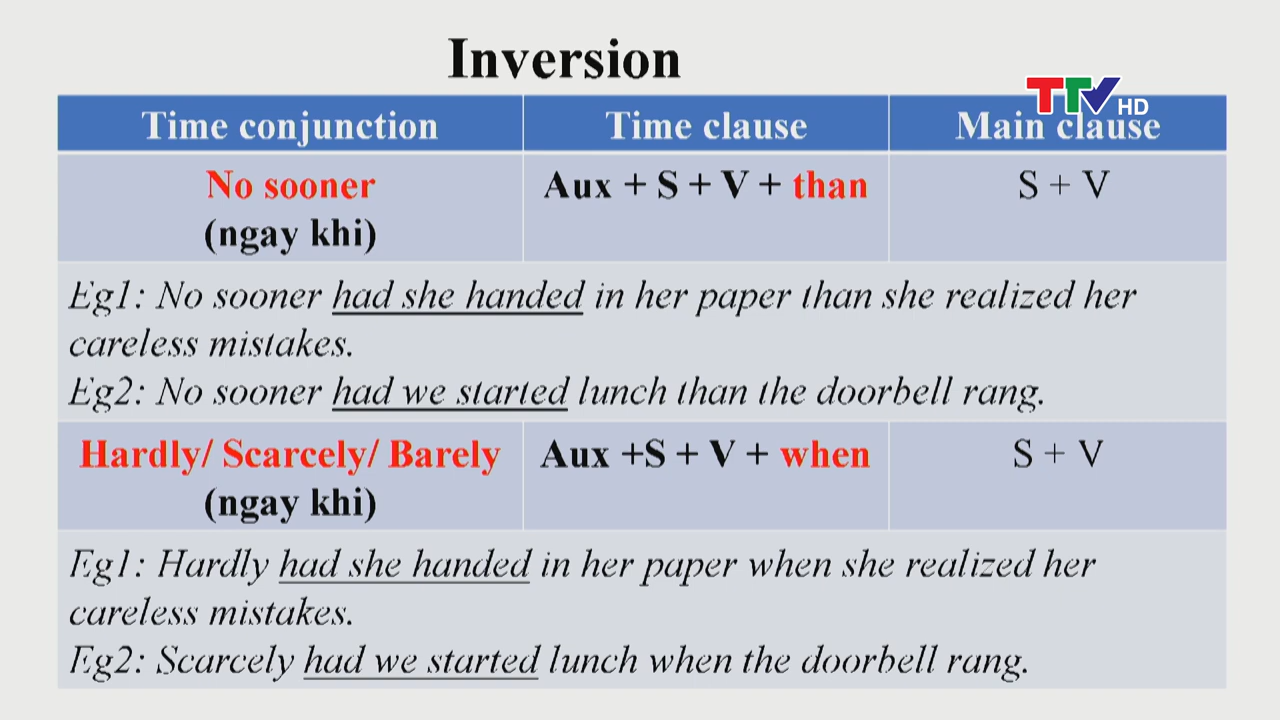 Inversion
TTV HD
Time conjunction Time clause Main clause
No sooner Aux + S + V + than S + V
(ngay khi)
Eg1: No sooner had she handed in her paper than she realized her
careless mistakes.
Eg2: No sooner had we started lunch than the doorbell rang.
Hardly/ Scarcely/ Barely Aux +S + V + when S + V
(ngay khi)
Eg1: Hardly had she handed in her paper when she realized her
careless mistakes.
Eg2: Scarcely had we started lunch when the doorbell rang.